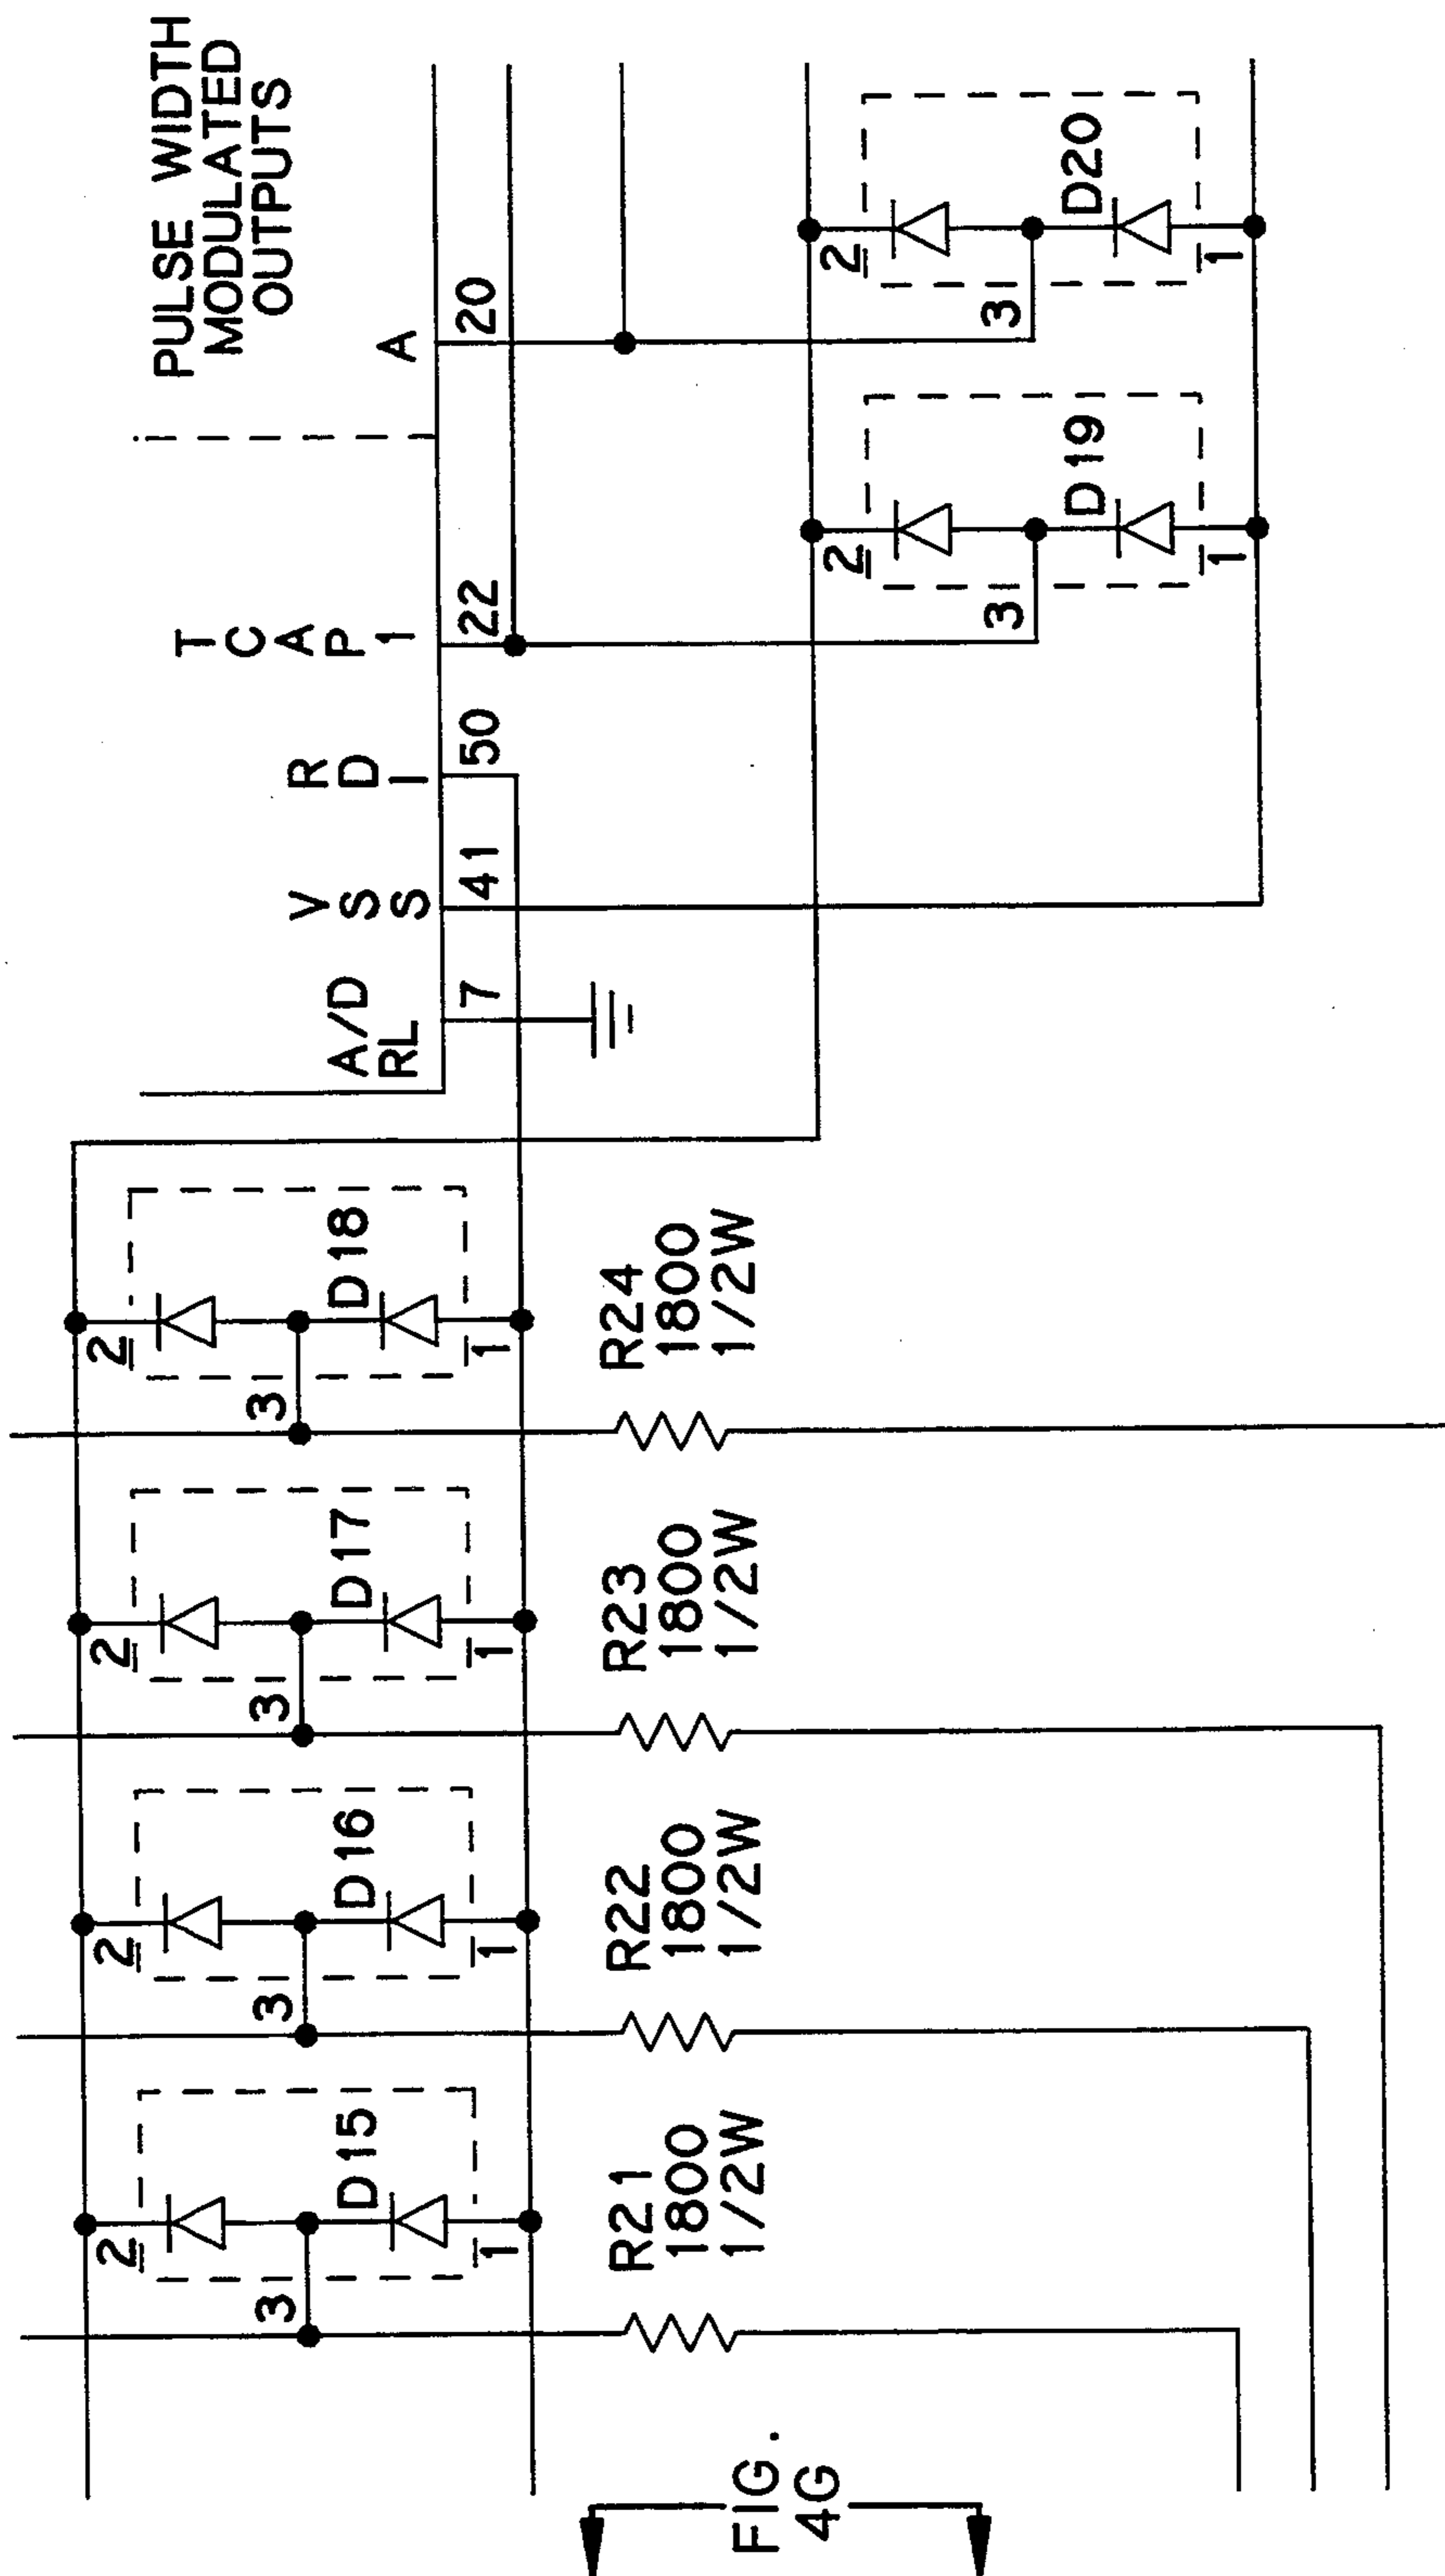 2
3
D15
1
2
3
D16
1
2
3
D17
1
2
3
D18
1
R21
1800
1/2W
R22
1800
1/2W
R23
1800
1/2W
R24
1800
1/2W
A/D
RL
7
V
S
S
41
R
D
I
50
T
C
A
P
1
22
PULSE WIDTH
MODULATED
OUTPUTS
A
20
2
3
D19
1
2
3
D20
1
FIG.
4G